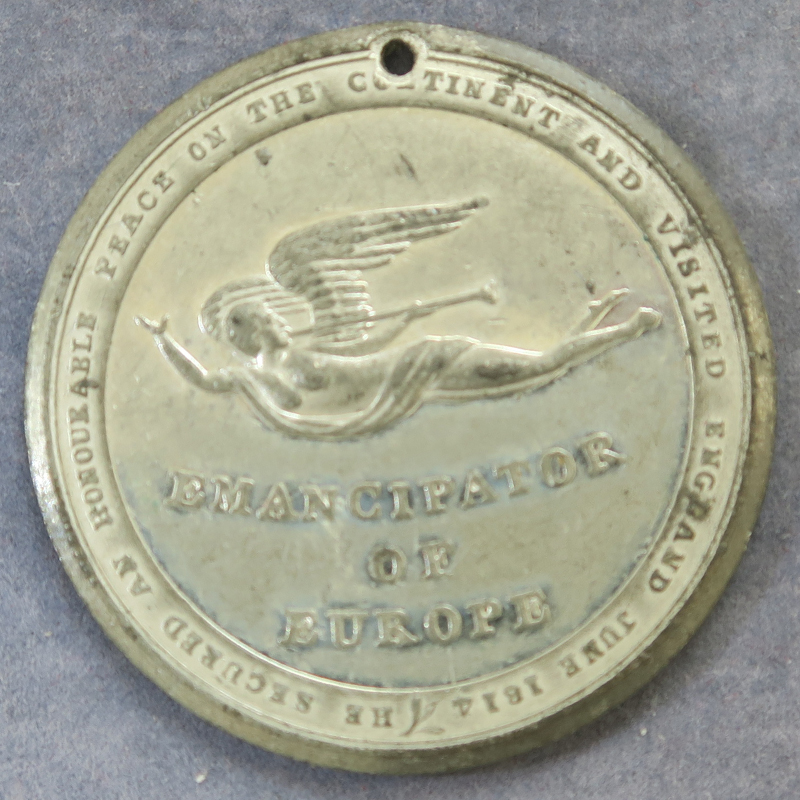 HE SECURED AN HONOURABLE PEACE ON THE CONTINENT AND VISITED ENGLAND JUNE 1814
EMANCIPATOR
OF
EUROPE